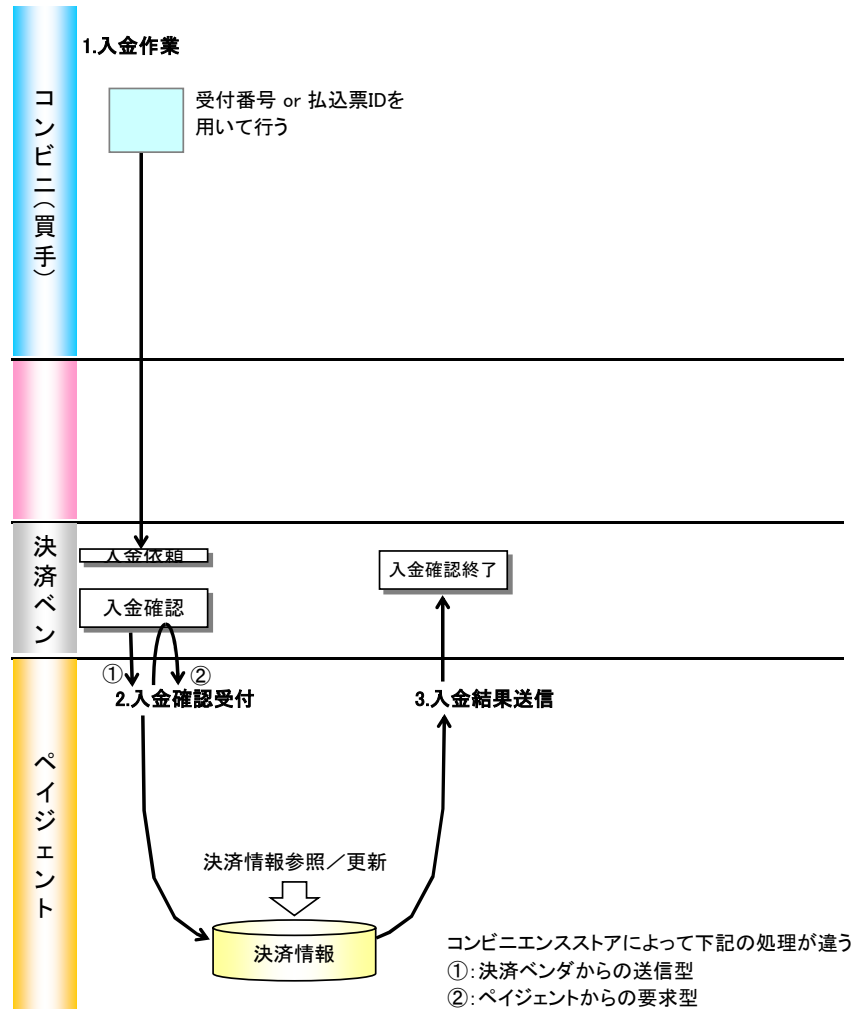 1.入金作業
受付番号 or 払込票IDを
用いて行う
コンビニ(買手)
決済ベン
入金依頼
入金確認
入金確認終了
① ②
2.入金確認受付
3.入金結果送信
ペイジェント
決済情報参照/更新
決済情報
コンビニエンスストアによって下記の処理が違う
①:決済ベンダからの送信型
②:ペイジェントからの要求型